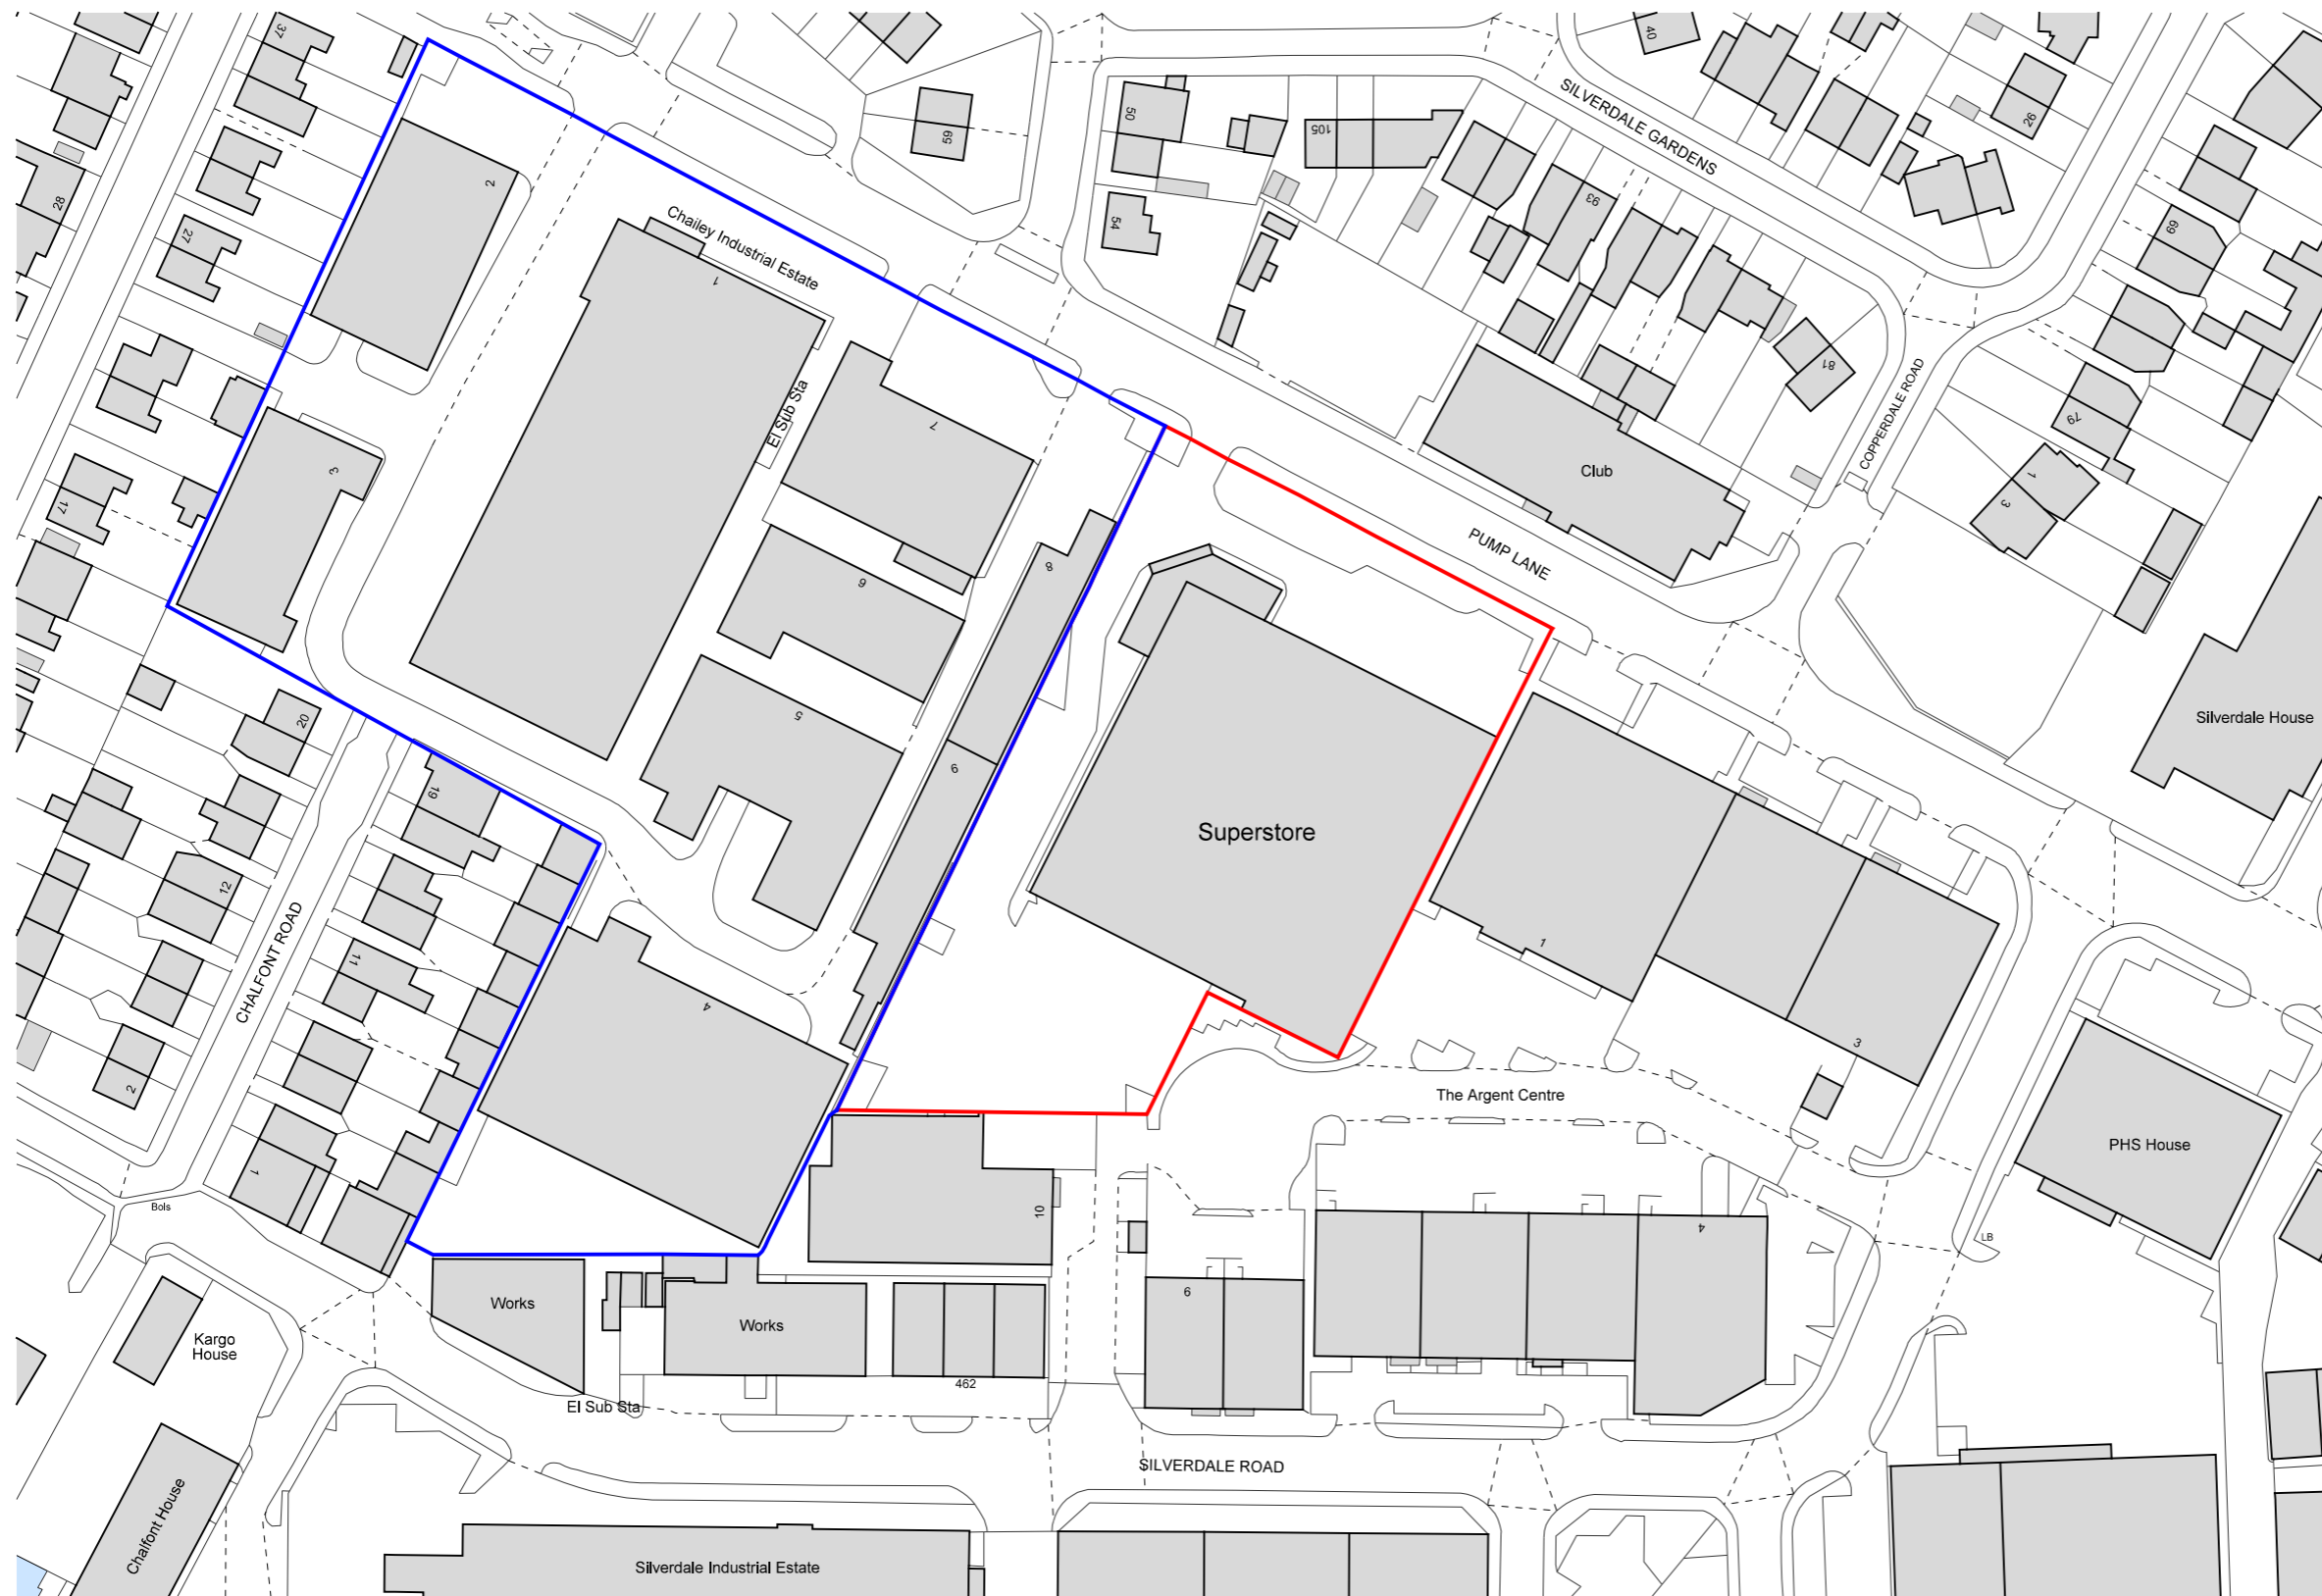 37
40
SILVERDALE GARDENS
50
59
105
28
26
2
28
93
54
69
27
Chailey Industrial Estate
1
81
COPPERDALE ROAD
El Sub Sta
7
79
Club
3
1
17
3
PUMP LANE
8
6
20
5
Silverdale House
9
19
Superstore
12
CHALFONT ROAD
11
1
4
3
2
The Argent Centre
PHS House
1
Bols
10
4
LB
6
Works
Works
Kargo
House
462
El Sub Sta
SILVERDALE ROAD
Chalfont House
Silverdale Industrial Estate